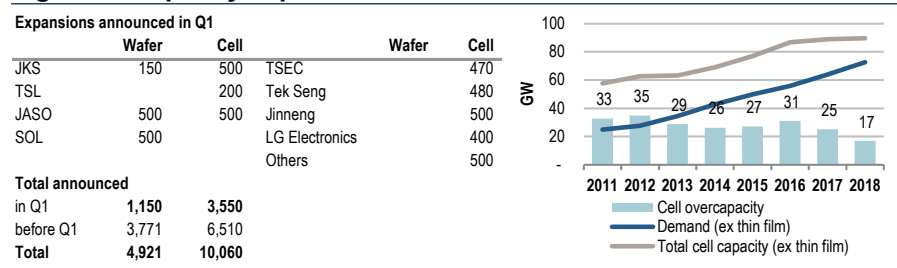 Expansions announced in Q1
Wafer Cell Wafer Cell
JKS 150 500 TSEC 470
TSL 200 Tek Seng 480
JASO 500 500 Jinneng 500
SOL 500 LG Electronics 400
Others 500
Total announced
in Q1 1,150 3,550
before Q1 3,771 6,510
Total 4,921 10,060
GW
100
80
60
40
20
-
33 35 29 26 27 31 25 17
2011 2012 2013 2014 2015 2016 2017 2018
Cell overcapacity
Demand (ex thin film)
Total cell capacity (ex thin film)